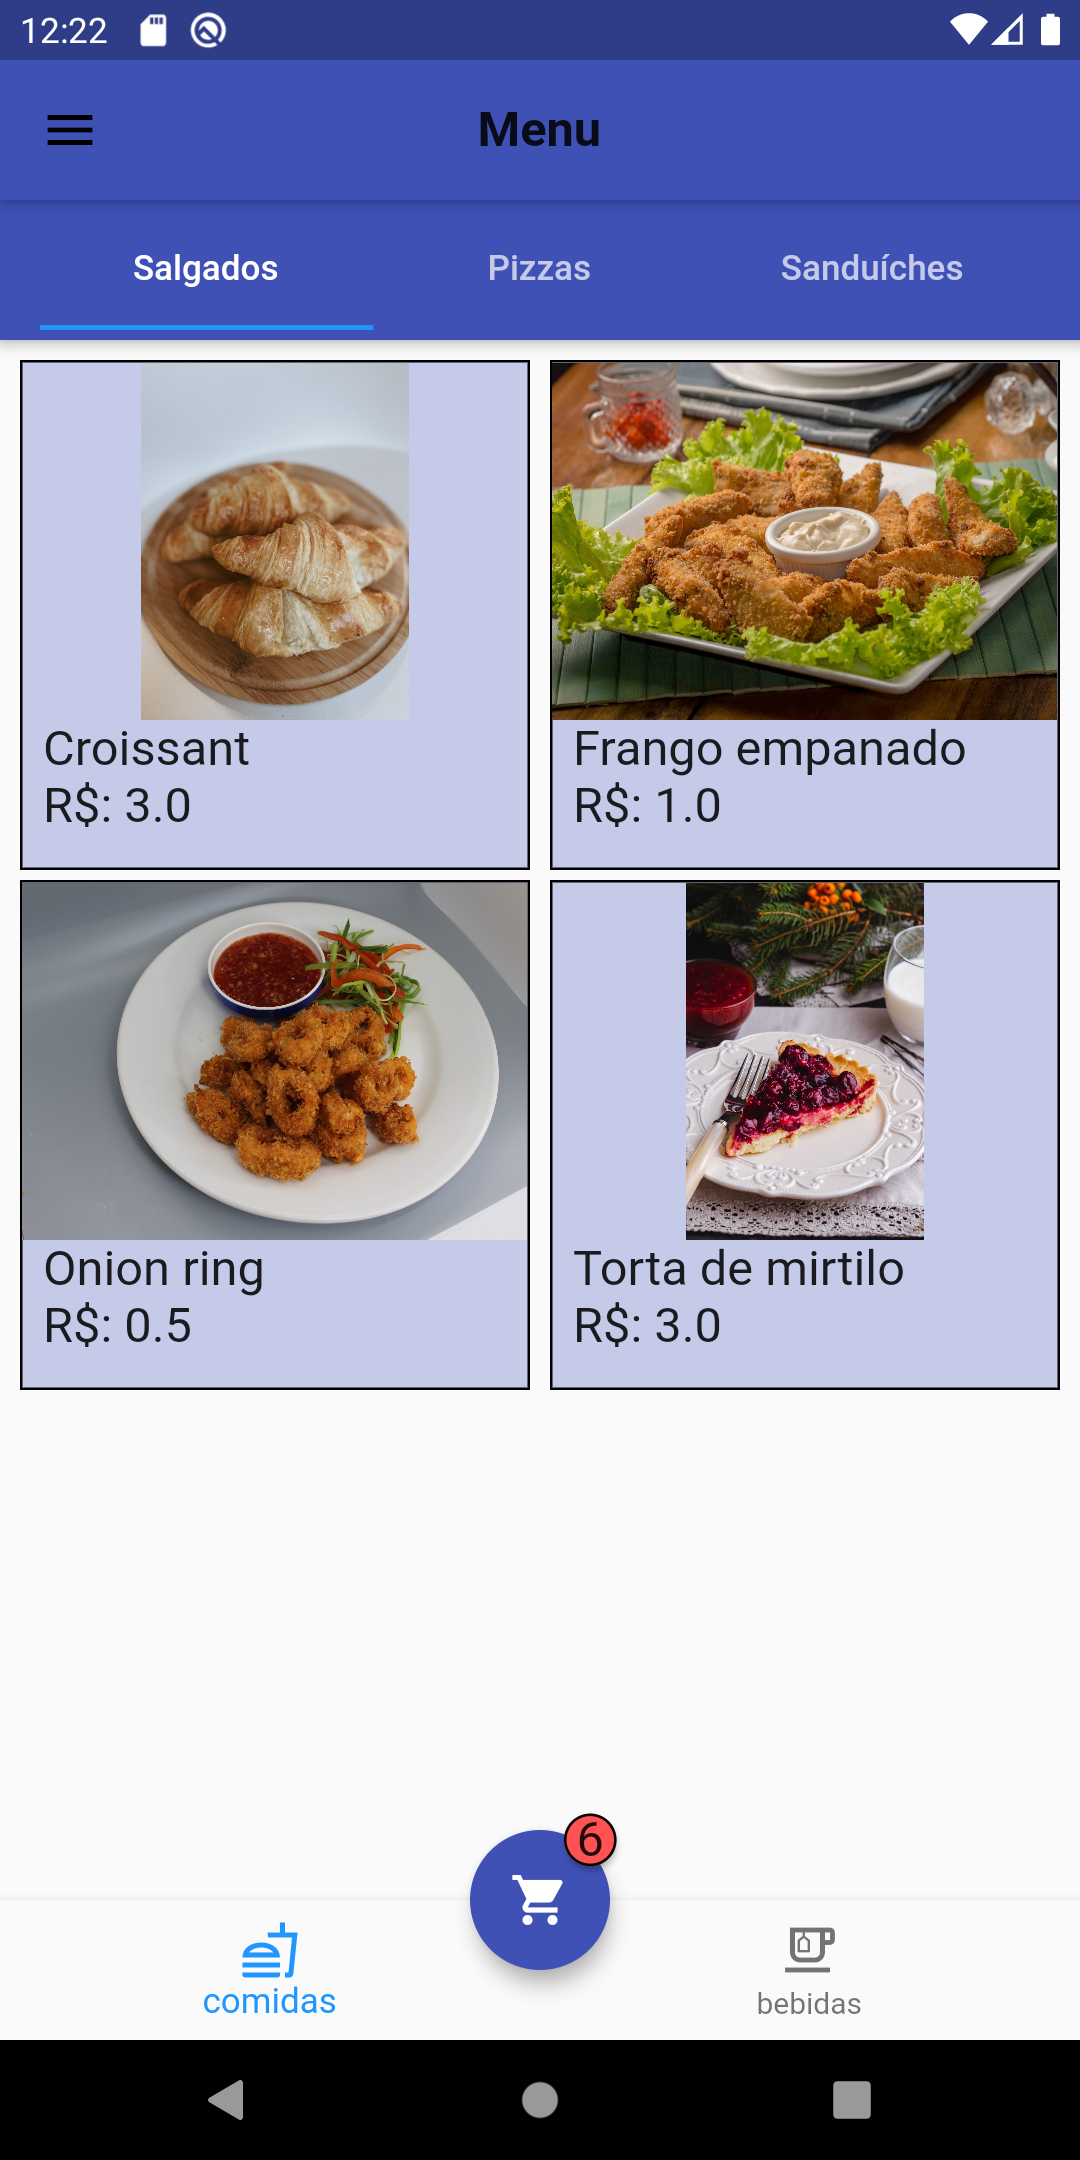 12:22
Menu
Salgados
Pizzas
Sanduíches
Croissant
R$: 3.0
Frango empanado
R$: 1.0
Onion ring
R$: 0.5
Torta de mirtilo
R$: 3.0
6
comidas
bebidas